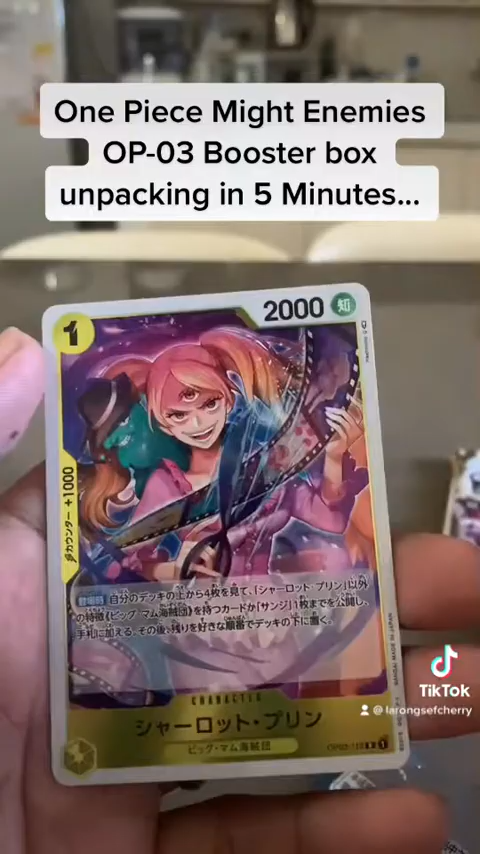 One Piece Might Enemies
OP-03 Booster box
unpacking in 5 Minutes...
1
2000 知
カウンター +1000
登場時 自分のデッキの上から4枚を見て、「シャーロット・プリン」以外
の特徴《ビッグ・マム海賊団》を持つカードか「サンジ」1枚までを公開し、
手札に加える。その後、残りを好きな順番でデッキの下に置く。
CHARACTER
シャーロット・プリン
ビッグ・マム海賊団
1
BANDAI MADE IN JAPAN
TikTok
@larongsefcherry